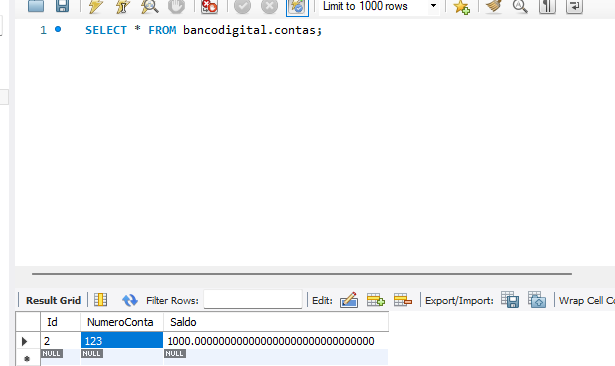 Limit to 1000 rows
1 SELECT * FROM bancodigital.contas;
Result Grid Filter Rows: Edit: Export/Import: Wrap Cell Co
Id NumeroConta Saldo
2 123 1000.000000000000000000000000000000
NULL NULL NULL